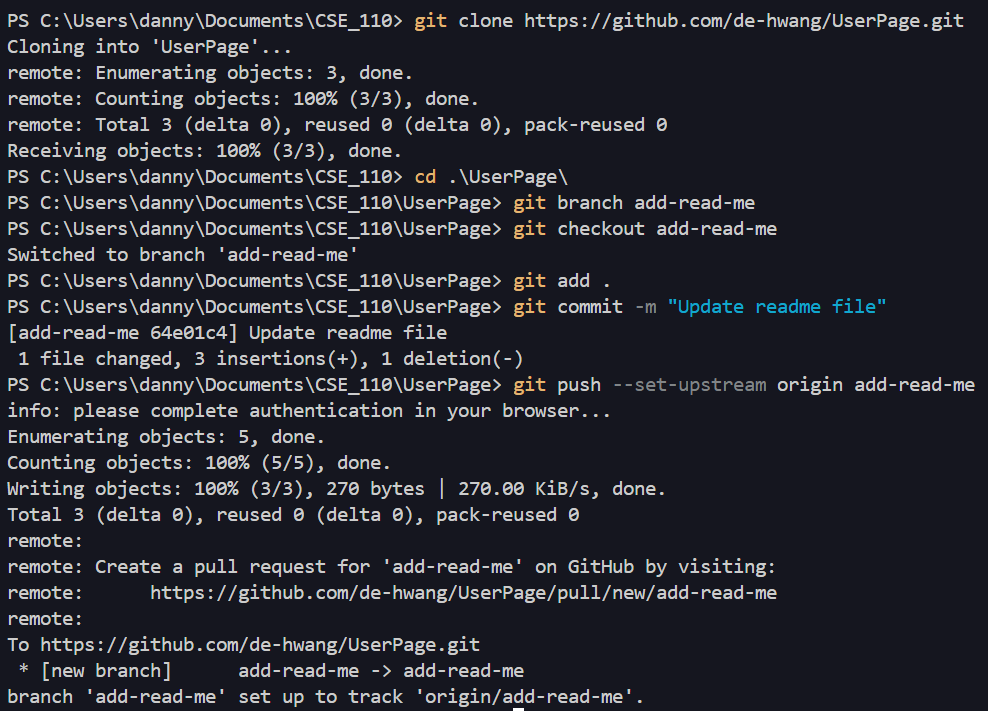 PS C:\Users\danny\Documents\CSE_110> git clone https://github.com/de-hwang/UserPage.git
Cloning into 'UserPage'...
remote: Enumerating objects: 3, done.
remote: Counting objects: 100% (3/3), done.
remote: Total 3 (delta 0), reused 0 (delta 0), pack-reused 0
Receiving objects: 100% (3/3), done.
PS C:\Users\danny\Documents\CSE_110> cd .\UserPage\
PS C:\Users\danny\Documents\CSE_110\UserPage> git branch add-read-me
PS C:\Users\danny\Documents\CSE_110\UserPage> git checkout add-read-me
Switched to branch 'add-read-me'
PS C:\Users\danny\Documents\CSE_110\UserPage> git add .
PS C:\Users\danny\Documents\CSE_110\UserPage> git commit -m "Update readme file"
[add-read-me 64e01c4] Update readme file
 1 file changed, 3 insertions(+), 1 deletion(-)
PS C:\Users\danny\Documents\CSE_110\UserPage> git push --set-upstream origin add-read-me
info: please complete authentication in your browser...
Enumerating objects: 5, done.
Counting objects: 100% (5/5), done.
Writing objects: 100% (3/3), 270 bytes | 270.00 KiB/s, done.
Total 3 (delta 0), reused 0 (delta 0), pack-reused 0
remote:
remote: Create a pull request for 'add-read-me' on GitHub by visiting:
remote:      https://github.com/de-hwang/UserPage/pull/new/add-read-me
remote:
To https://github.com/de-hwang/UserPage.git
 * [new branch]      add-read-me -> add-read-me
branch 'add-read-me' set up to track 'origin/add-read-me'.